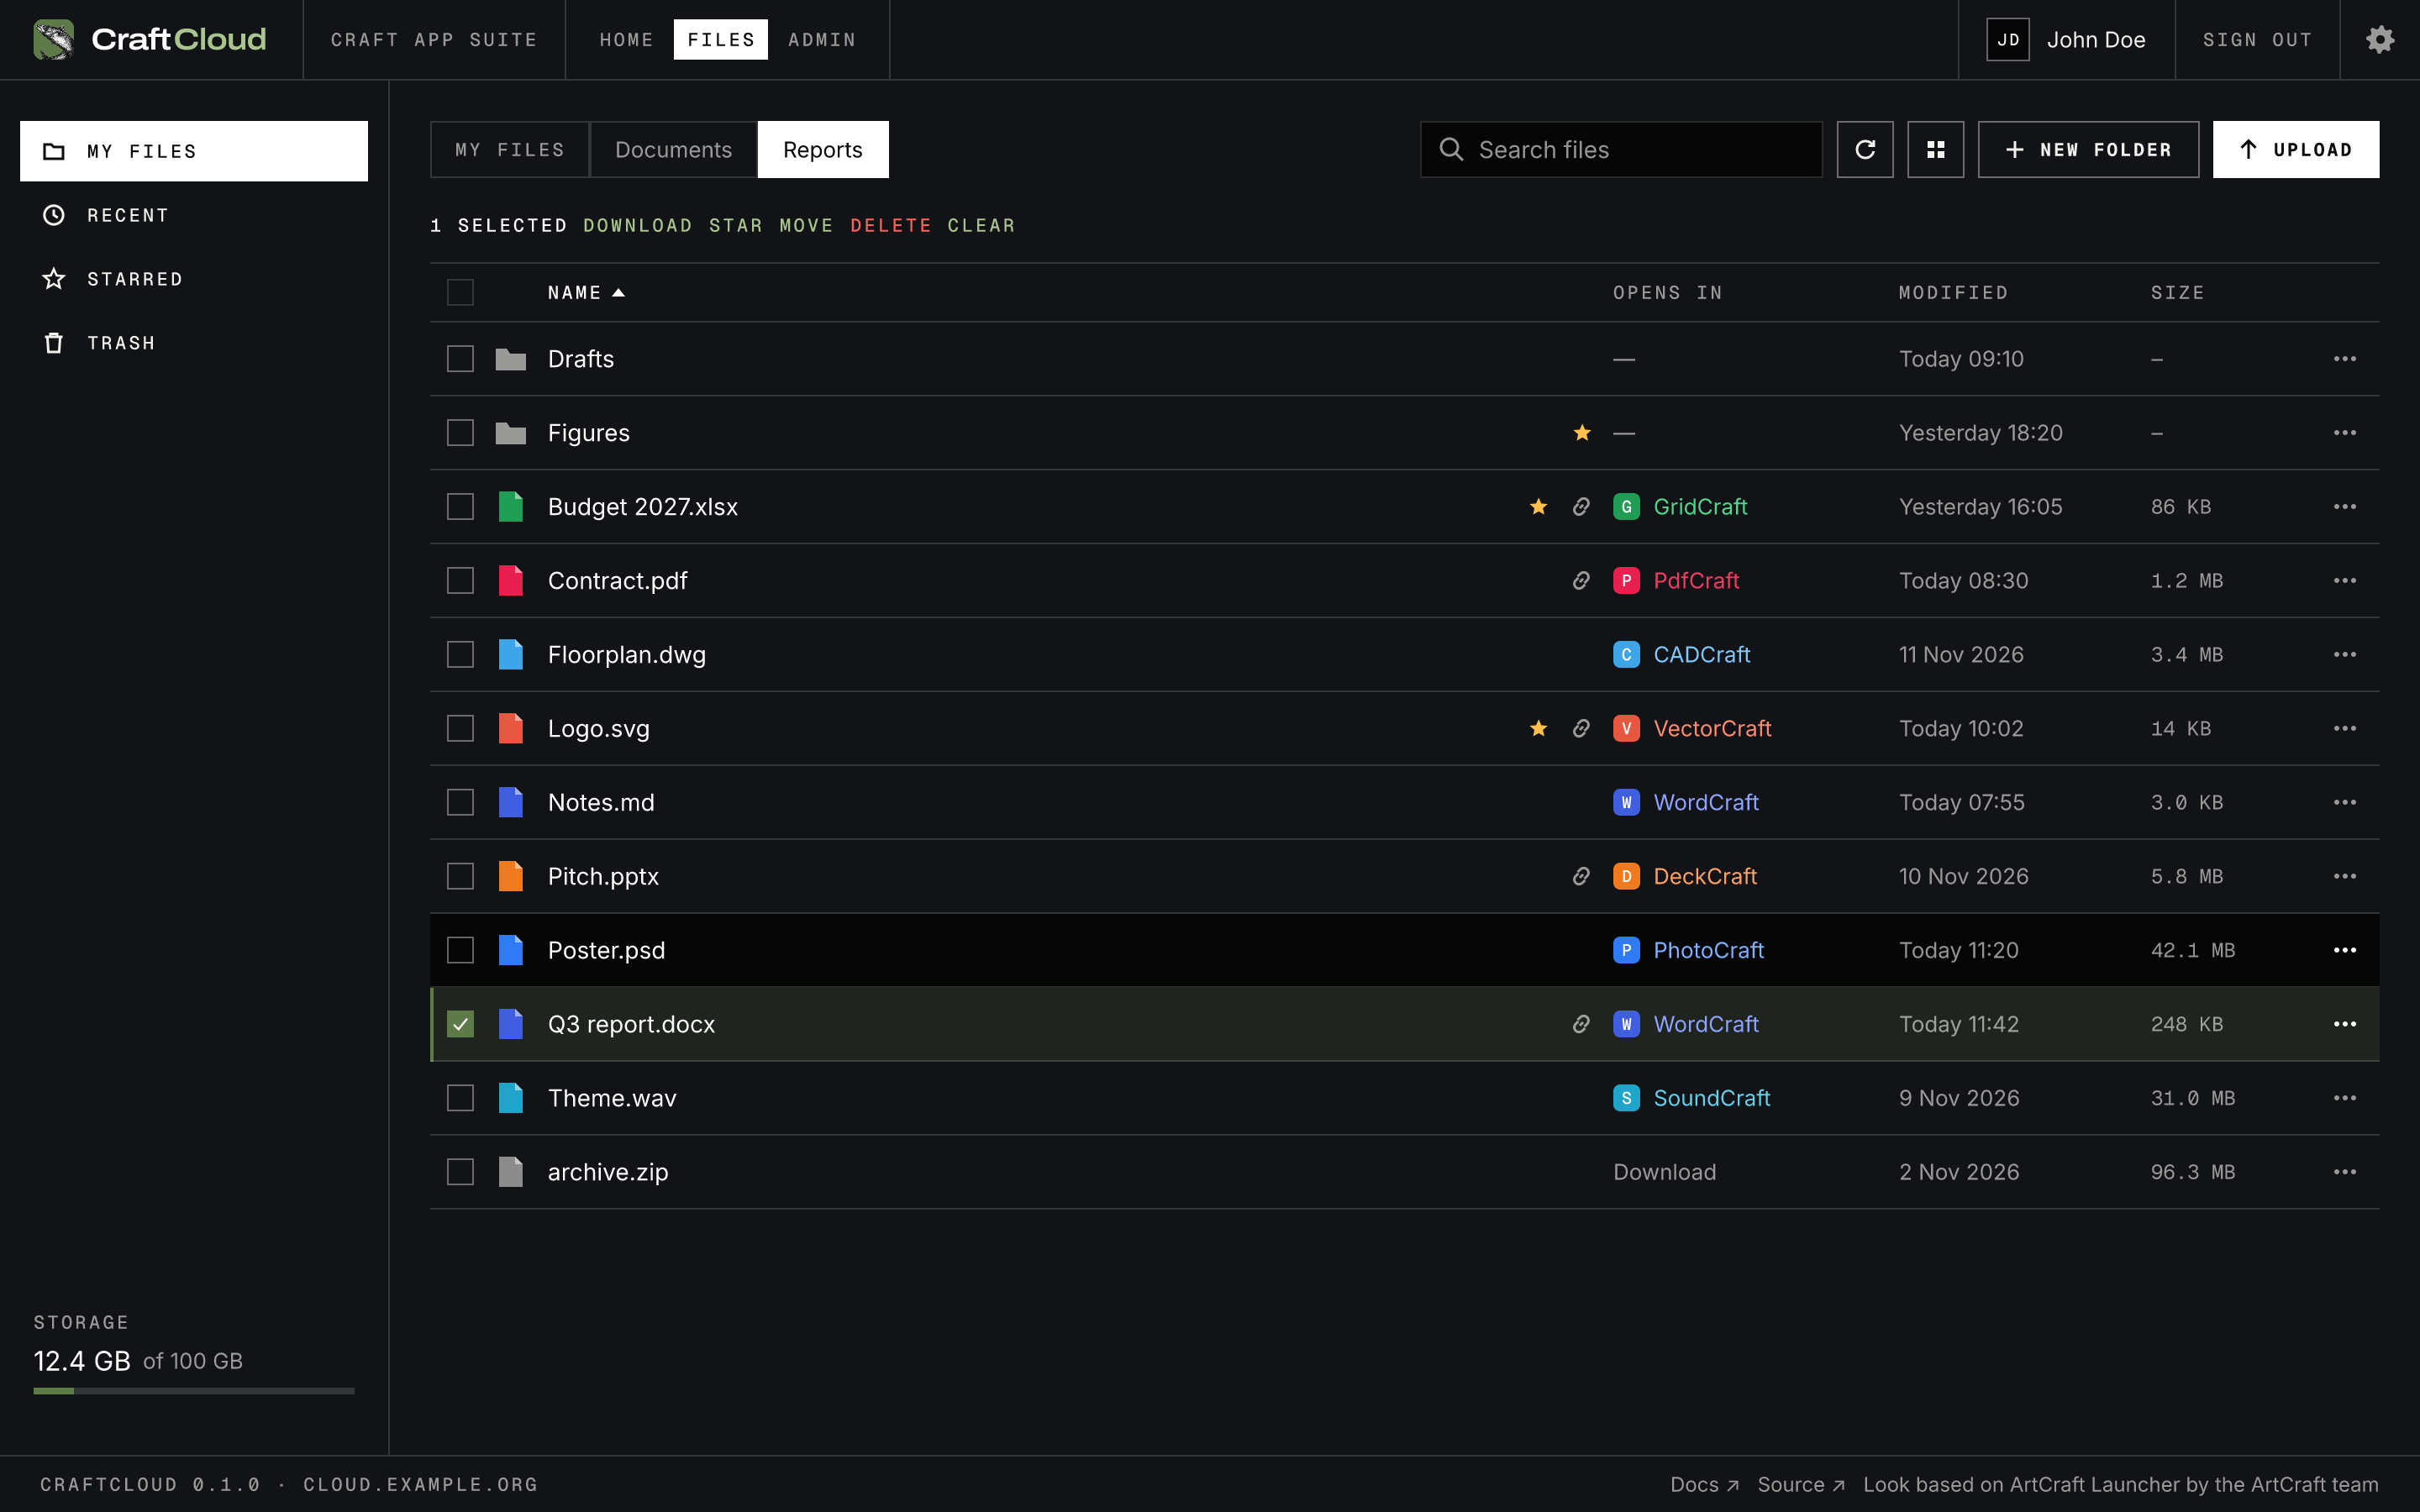 CraftCloud CRAFT APP SUITE HOME FILES ADMIN JD John Doe SIGN OUT
MY FILES
RECENT
STARRED
TRASH
STORAGE
12.4 GB of 100 GB
MY FILES Documents Reports Search files NEW FOLDER UPLOAD
1 SELECTED DOWNLOAD STAR MOVE DELETE CLEAR
NAME OPENS IN MODIFIED SIZE
Drafts — Today 09:10 –
Figures — Yesterday 18:20 –
Budget 2027.xlsx G GridCraft Yesterday 16:05 86 KB
Contract.pdf P PdfCraft Today 08:30 1.2 MB
Floorplan.dwg C CADCraft 11 Nov 2026 3.4 MB
Logo.svg V VectorCraft Today 10:02 14 KB
Notes.md W WordCraft Today 07:55 3.0 KB
Pitch.pptx D DeckCraft 10 Nov 2026 5.8 MB
Poster.psd P PhotoCraft Today 11:20 42.1 MB
Q3 report.docx W WordCraft Today 11:42 248 KB
Theme.wav S SoundCraft 9 Nov 2026 31.0 MB
archive.zip Download 2 Nov 2026 96.3 MB
CRAFTCLOUD 0.1.0 · CLOUD.EXAMPLE.ORG Docs ↗ Source ↗ Look based on ArtCraft Launcher by the ArtCraft team